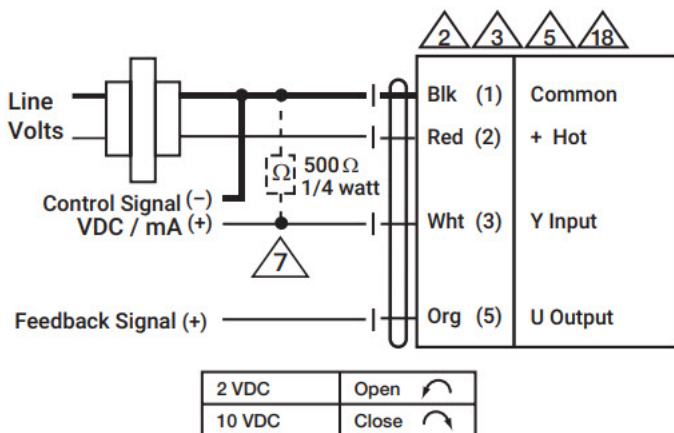 2 3 5 18
Line
Volts
Blk (1) Common
Red (2) + Hot
Ω 500 Ω
1/4 watt
Control Signal (−)
VDC / mA (+)
Wht (3) Y Input
7
Feedback Signal (+)
Org (5) U Output
2 VDC Open
10 VDC Close